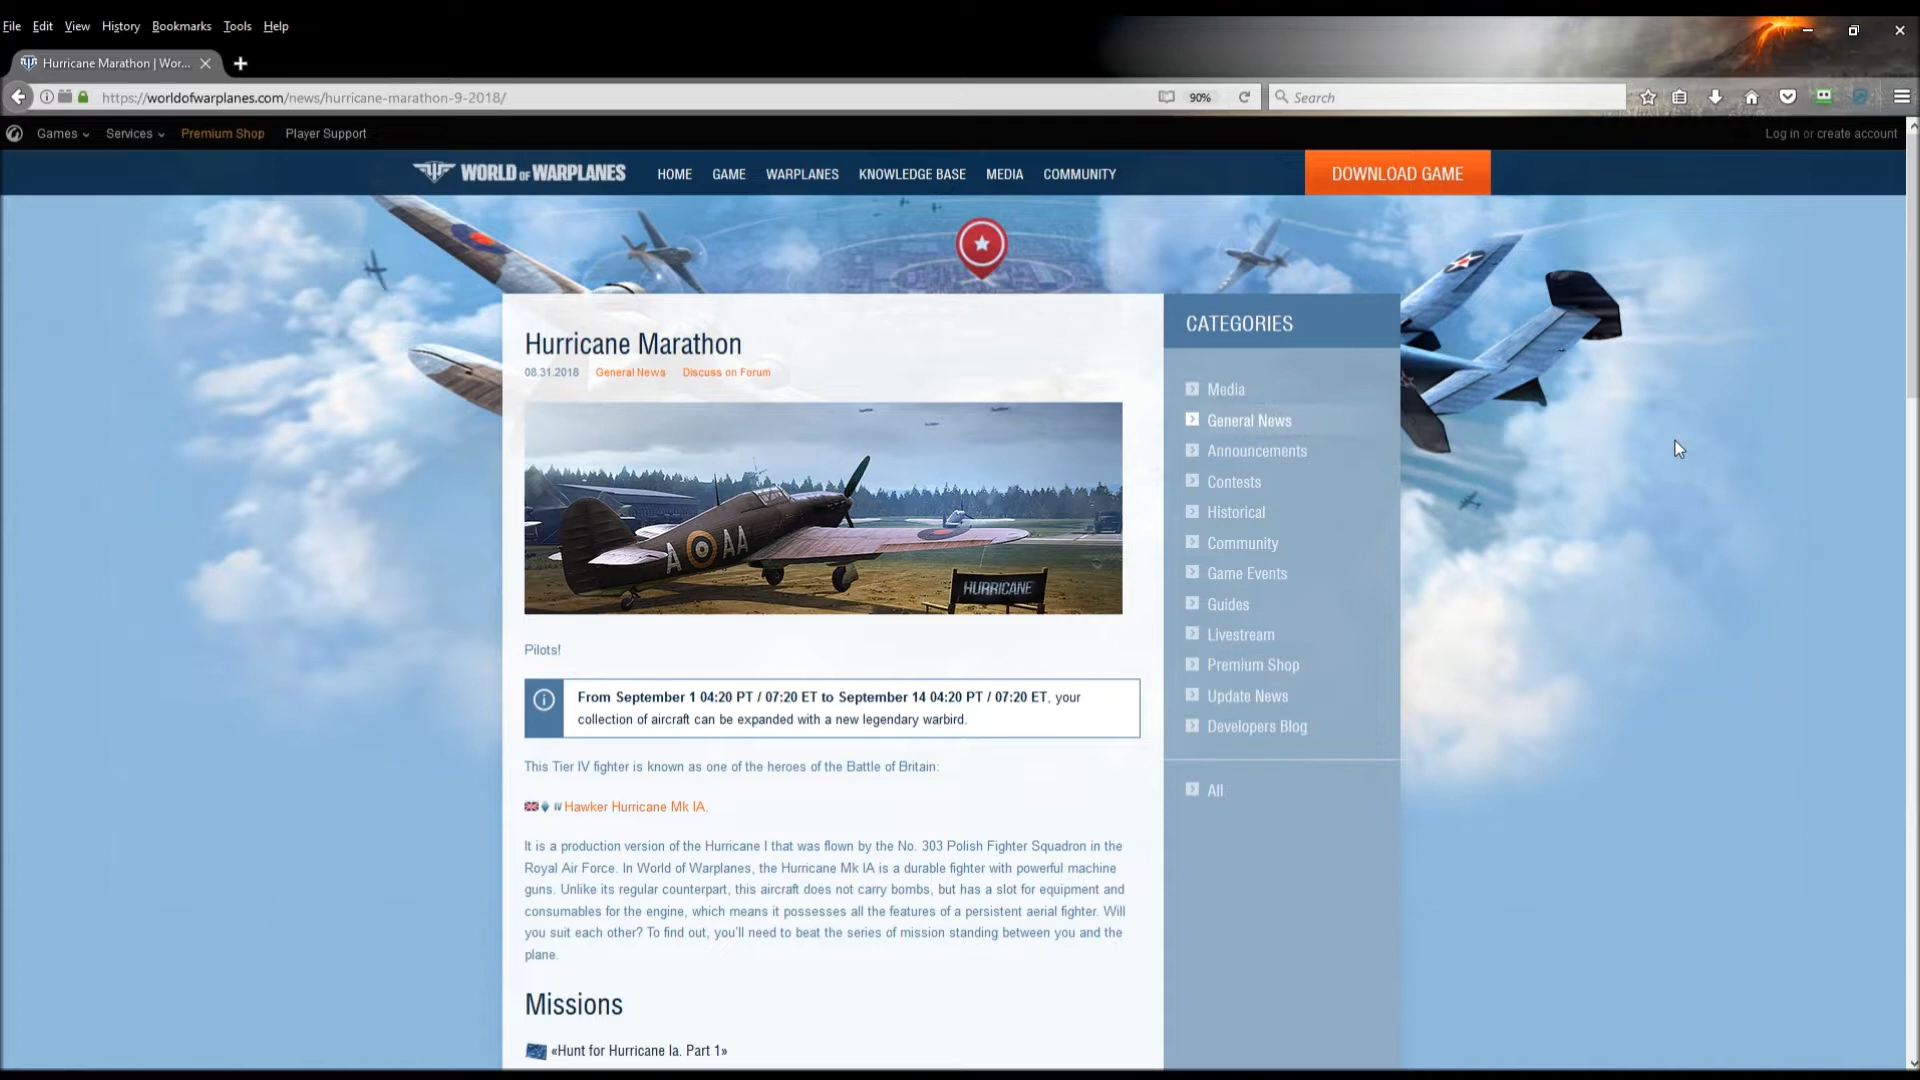 File Edit View History Bookmarks Tools Help
Hurricane Marathon | Wor...
https://worldofwarplanes.com/news/hurricane-marathon-9-2018/ 90% Search
Games Services Premium Shop Player Support Log in or create account
WORLD OF WARPLANES HOME GAME WARPLANES KNOWLEDGE BASE MEDIA COMMUNITY DOWNLOAD GAME
Hurricane Marathon
08.31.2018 General News Discuss on Forum
A AA
HURRICANE
Pilots!
From September 1 04:20 PT / 07:20 ET to September 14 04:20 PT / 07:20 ET, your
collection of aircraft can be expanded with a new legendary warbird.
This Tier IV fighter is known as one of the heroes of the Battle of Britain:
IV Hawker Hurricane Mk IA.
It is a production version of the Hurricane I that was flown by the No. 303 Polish Fighter Squadron in the
Royal Air Force. In World of Warplanes, the Hurricane Mk IA is a durable fighter with powerful machine
guns. Unlike its regular counterpart, this aircraft does not carry bombs, but has a slot for equipment and
consumables for the engine, which means it possesses all the features of a persistent aerial fighter. Will
you suit each other? To find out, you'll need to beat the series of mission standing between you and the
plane.
Missions
«Hunt for Hurricane Ia. Part 1»
CATEGORIES
Media
General News
Announcements
Contests
Historical
Community
Game Events
Guides
Livestream
Premium Shop
Update News
Developers Blog
All